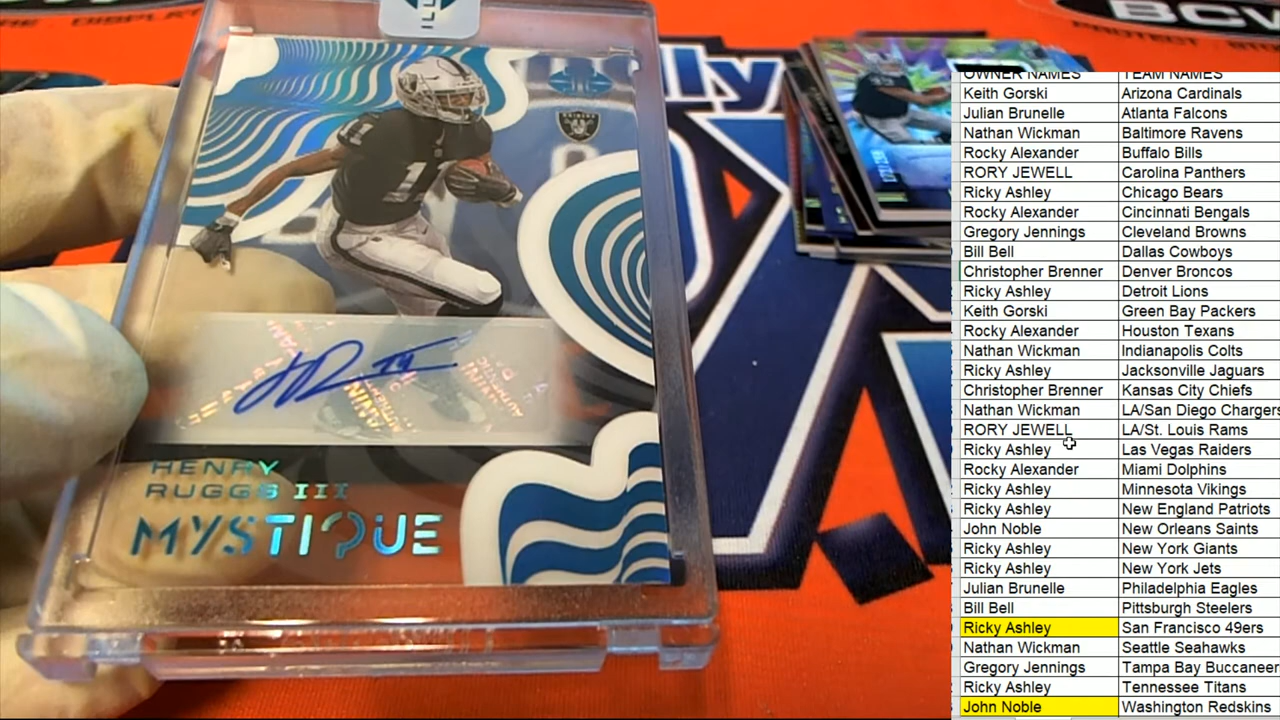 BCW
ILL
lly
11
RAIDERS
HENRY
RUGGS III
MYSTIQUE
OWNER NAMES TEAM NAMES
Keith Gorski Arizona Cardinals
Julian Brunelle Atlanta Falcons
Nathan Wickman Baltimore Ravens
Rocky Alexander Buffalo Bills
RORY JEWELL Carolina Panthers
Ricky Ashley Chicago Bears
Rocky Alexander Cincinnati Bengals
Gregory Jennings Cleveland Browns
Bill Bell Dallas Cowboys
Christopher Brenner Denver Broncos
Ricky Ashley Detroit Lions
Keith Gorski Green Bay Packers
Rocky Alexander Houston Texans
Nathan Wickman Indianapolis Colts
Ricky Ashley Jacksonville Jaguars
Christopher Brenner Kansas City Chiefs
Nathan Wickman LA/San Diego Chargers
RORY JEWELL LA/St. Louis Rams
Ricky Ashley Las Vegas Raiders
Rocky Alexander Miami Dolphins
Ricky Ashley Minnesota Vikings
Ricky Ashley New England Patriots
John Noble New Orleans Saints
Ricky Ashley New York Giants
Ricky Ashley New York Jets
Julian Brunelle Philadelphia Eagles
Bill Bell Pittsburgh Steelers
Ricky Ashley San Francisco 49ers
Nathan Wickman Seattle Seahawks
Gregory Jennings Tampa Bay Buccaneer
Ricky Ashley Tennessee Titans
John Noble Washington Redskins